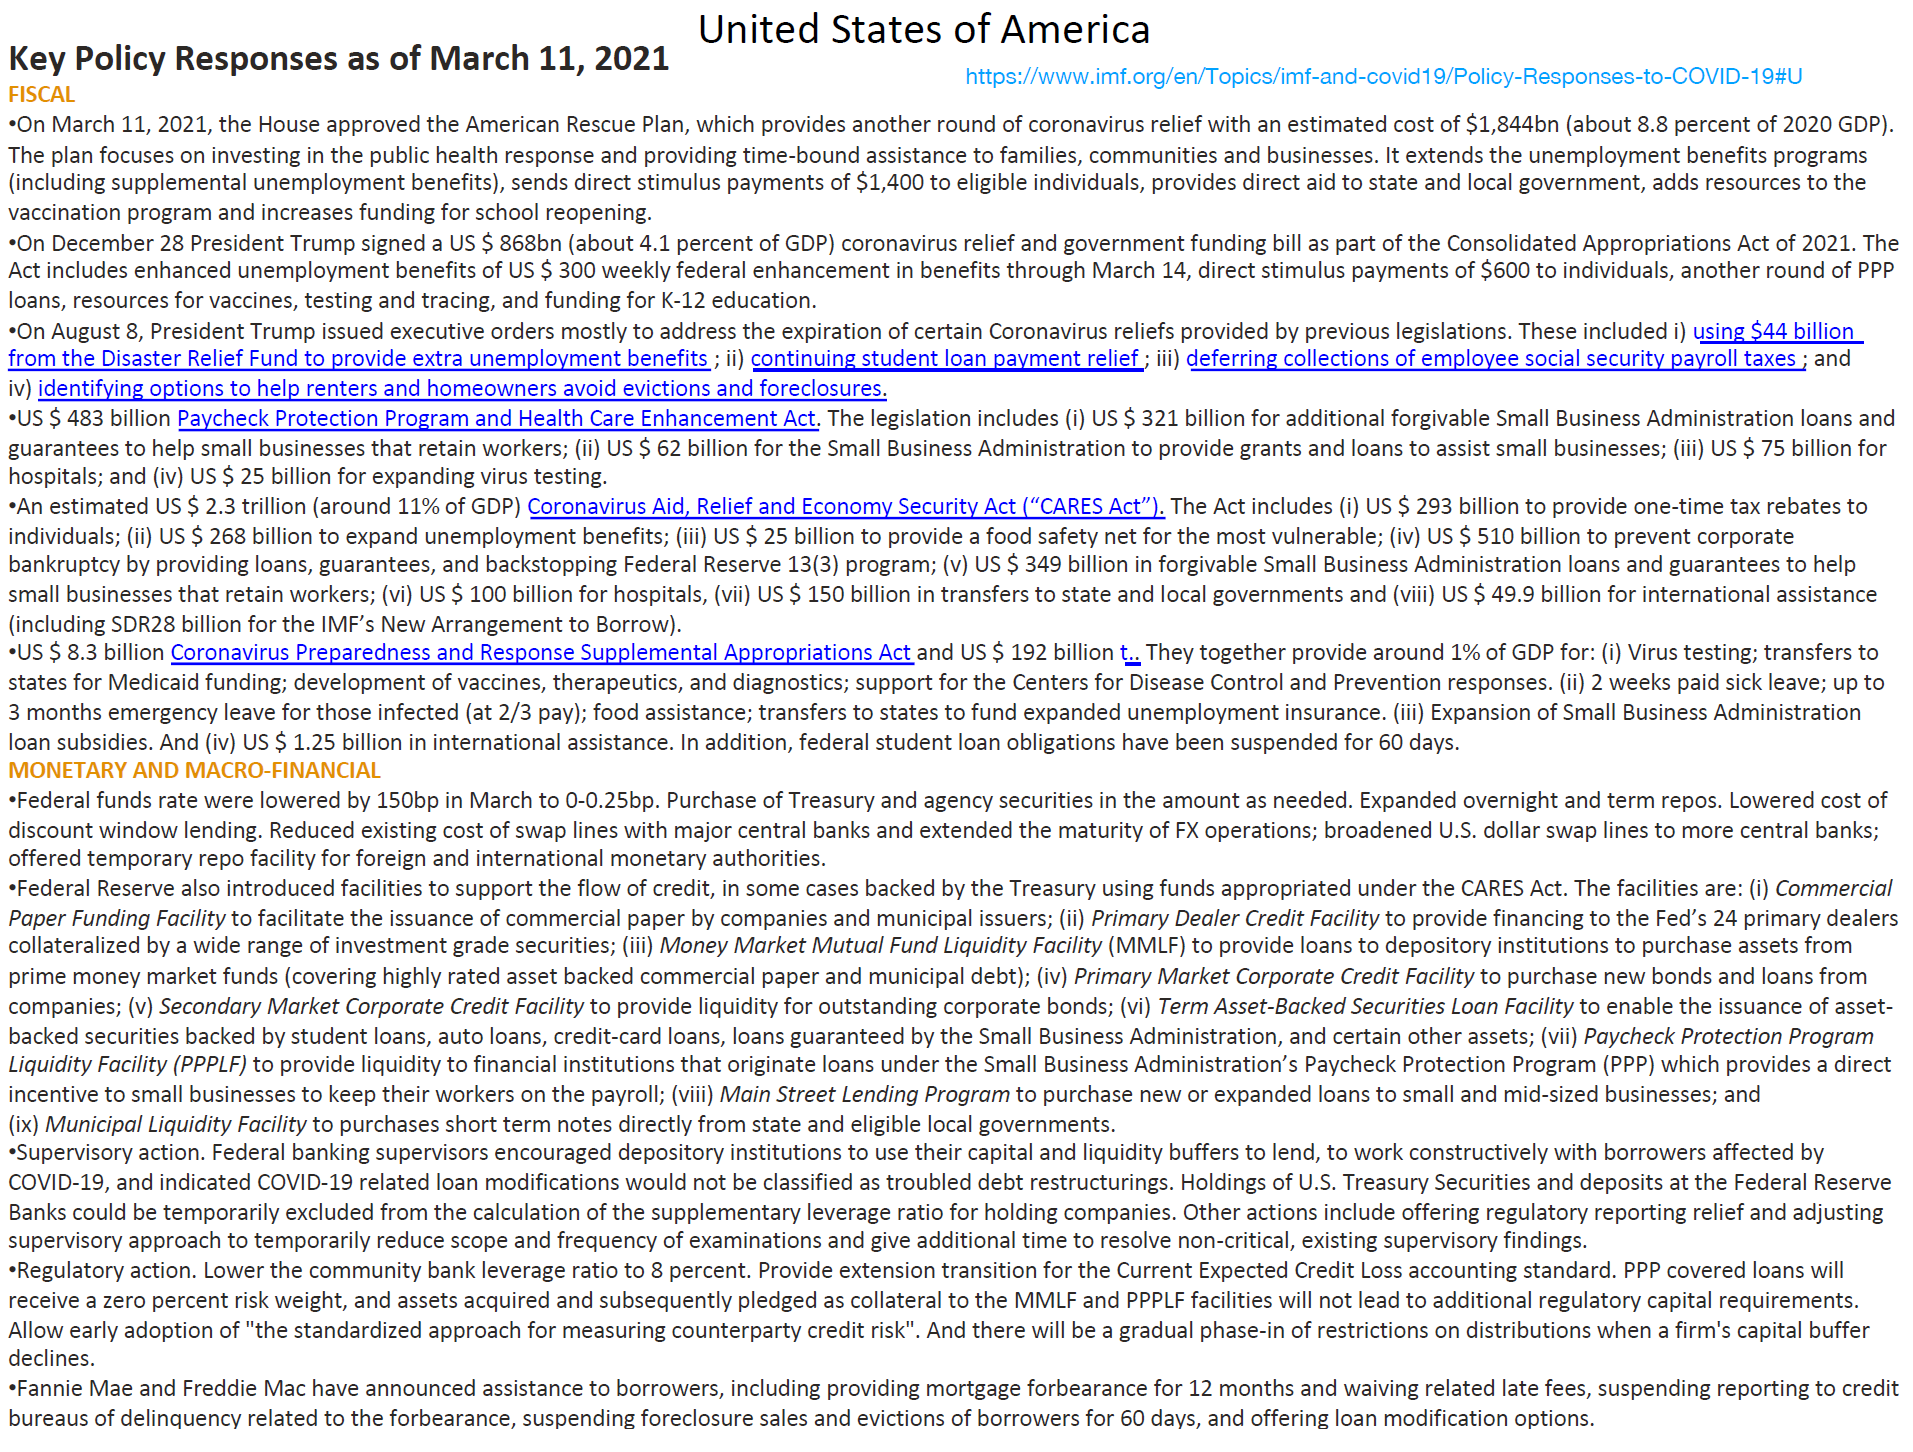 United States of America
Key Policy Responses as of March 11, 2021
https://www.imf.org/en/Topics/imf-and-covid19/Policy-Responses-to-COVID-19#U
FISCAL
•On March 11, 2021, the House approved the American Rescue Plan, which provides another round of coronavirus relief with an estimated cost of $1,844bn (about 8.8 percent of 2020 GDP).
The plan focuses on investing in the public health response and providing time-bound assistance to families, communities and businesses. It extends the unemployment benefits programs
(including supplemental unemployment benefits), sends direct stimulus payments of $1,400 to eligible individuals, provides direct aid to state and local government, adds resources to the
vaccination program and increases funding for school reopening.
•On December 28 President Trump signed a US $ 868bn (about 4.1 percent of GDP) coronavirus relief and government funding bill as part of the Consolidated Appropriations Act of 2021. The
Act includes enhanced unemployment benefits of US $ 300 weekly federal enhancement in benefits through March 14, direct stimulus payments of $600 to individuals, another round of PPP
loans, resources for vaccines, testing and tracing, and funding for K-12 education.
•On August 8, President Trump issued executive orders mostly to address the expiration of certain Coronavirus reliefs provided by previous legislations. These included i) using $44 billion
from the Disaster Relief Fund to provide extra unemployment benefits ; ii) continuing student loan payment relief ; iii) deferring collections of employee social security payroll taxes ; and
iv) identifying options to help renters and homeowners avoid evictions and foreclosures.
•US $ 483 billion Paycheck Protection Program and Health Care Enhancement Act. The legislation includes (i) US $ 321 billion for additional forgivable Small Business Administration loans and
guarantees to help small businesses that retain workers; (ii) US $ 62 billion for the Small Business Administration to provide grants and loans to assist small businesses; (iii) US $ 75 billion for
hospitals; and (iv) US $ 25 billion for expanding virus testing.
•An estimated US $ 2.3 trillion (around 11% of GDP) Coronavirus Aid, Relief and Economy Security Act (“CARES Act”). The Act includes (i) US $ 293 billion to provide one-time tax rebates to
individuals; (ii) US $ 268 billion to expand unemployment benefits; (iii) US $ 25 billion to provide a food safety net for the most vulnerable; (iv) US $ 510 billion to prevent corporate
bankruptcy by providing loans, guarantees, and backstopping Federal Reserve 13(3) program; (v) US $ 349 billion in forgivable Small Business Administration loans and guarantees to help
small businesses that retain workers; (vi) US $ 100 billion for hospitals, (vii) US $ 150 billion in transfers to state and local governments and (viii) US $ 49.9 billion for international assistance
(including SDR28 billion for the IMF’s New Arrangement to Borrow).
•US $ 8.3 billion Coronavirus Preparedness and Response Supplemental Appropriations Act and US $ 192 billion t.. They together provide around 1% of GDP for: (i) Virus testing; transfers to
states for Medicaid funding; development of vaccines, therapeutics, and diagnostics; support for the Centers for Disease Control and Prevention responses. (ii) 2 weeks paid sick leave; up to
3 months emergency leave for those infected (at 2/3 pay); food assistance; transfers to states to fund expanded unemployment insurance. (iii) Expansion of Small Business Administration
loan subsidies. And (iv) US $ 1.25 billion in international assistance. In addition, federal student loan obligations have been suspended for 60 days.
MONETARY AND MACRO-FINANCIAL
•Federal funds rate were lowered by 150bp in March to 0-0.25bp. Purchase of Treasury and agency securities in the amount as needed. Expanded overnight and term repos. Lowered cost of
discount window lending. Reduced existing cost of swap lines with major central banks and extended the maturity of FX operations; broadened U.S. dollar swap lines to more central banks;
offered temporary repo facility for foreign and international monetary authorities.
•Federal Reserve also introduced facilities to support the flow of credit, in some cases backed by the Treasury using funds appropriated under the CARES Act. The facilities are: (i) Commercial
Paper Funding Facility to facilitate the issuance of commercial paper by companies and municipal issuers; (ii) Primary Dealer Credit Facility to provide financing to the Fed’s 24 primary dealers
collateralized by a wide range of investment grade securities; (iii) Money Market Mutual Fund Liquidity Facility (MMLF) to provide loans to depository institutions to purchase assets from
prime money market funds (covering highly rated asset backed commercial paper and municipal debt); (iv) Primary Market Corporate Credit Facility to purchase new bonds and loans from
companies; (v) Secondary Market Corporate Credit Facility to provide liquidity for outstanding corporate bonds; (vi) Term Asset-Backed Securities Loan Facility to enable the issuance of asset-
backed securities backed by student loans, auto loans, credit-card loans, loans guaranteed by the Small Business Administration, and certain other assets; (vii) Paycheck Protection Program
Liquidity Facility (PPPLF) to provide liquidity to financial institutions that originate loans under the Small Business Administration’s Paycheck Protection Program (PPP) which provides a direct
incentive to small businesses to keep their workers on the payroll; (viii) Main Street Lending Program to purchase new or expanded loans to small and mid-sized businesses; and
(ix) Municipal Liquidity Facility to purchases short term notes directly from state and eligible local governments.
•Supervisory action. Federal banking supervisors encouraged depository institutions to use their capital and liquidity buffers to lend, to work constructively with borrowers affected by
COVID-19, and indicated COVID-19 related loan modifications would not be classified as troubled debt restructurings. Holdings of U.S. Treasury Securities and deposits at the Federal Reserve
Banks could be temporarily excluded from the calculation of the supplementary leverage ratio for holding companies. Other actions include offering regulatory reporting relief and adjusting
supervisory approach to temporarily reduce scope and frequency of examinations and give additional time to resolve non-critical, existing supervisory findings.
•Regulatory action. Lower the community bank leverage ratio to 8 percent. Provide extension transition for the Current Expected Credit Loss accounting standard. PPP covered loans will
receive a zero percent risk weight, and assets acquired and subsequently pledged as collateral to the MMLF and PPPLF facilities will not lead to additional regulatory capital requirements.
Allow early adoption of "the standardized approach for measuring counterparty credit risk". And there will be a gradual phase-in of restrictions on distributions when a firm's capital buffer
declines.
•Fannie Mae and Freddie Mac have announced assistance to borrowers, including providing mortgage forbearance for 12 months and waiving related late fees, suspending reporting to credit
bureaus of delinquency related to the forbearance, suspending foreclosure sales and evictions of borrowers for 60 days, and offering loan modification options.